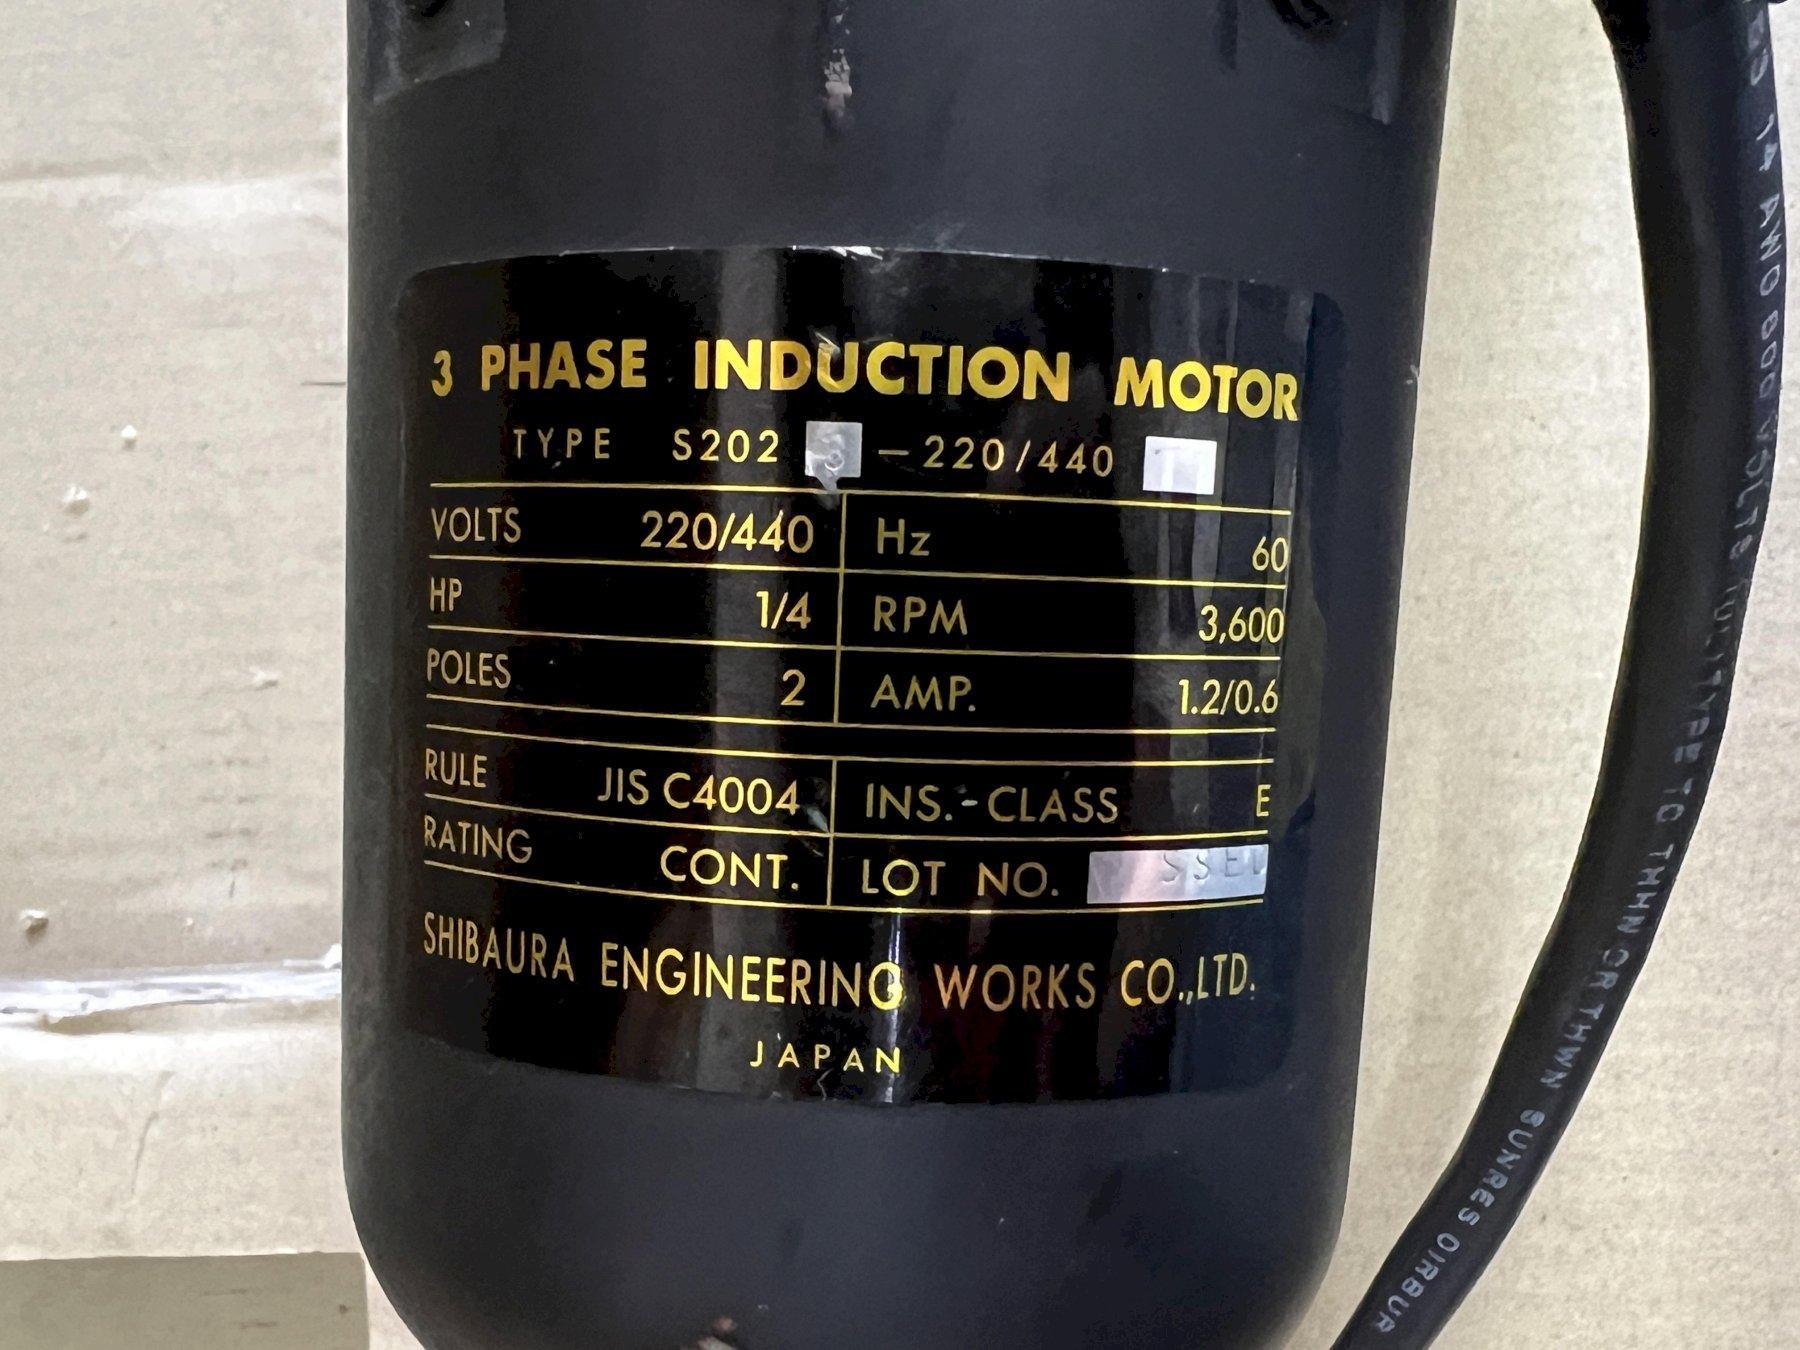 3 PHASE INDUCTION MOTOR
TYPE S202 3 – 220/440
VOLTS 220/440 Hz 60
HP 1/4 RPM 3,600
POLES 2 AMP. 1.2/0.6
RULE JIS C4004 INS.-CLASS E
RATING CONT. LOT NO.
SHIBAURA ENGINEERING WORKS CO.,LTD.
JAPAN
14 AWG 600 VOLTS TO THHN OR THWN SUNRES OIRBUR